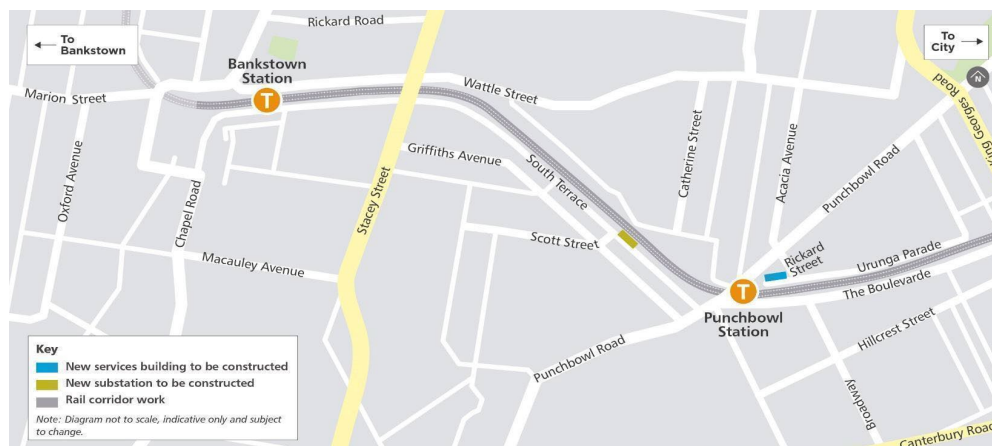 To
Bankstown
Rickard Road
To
City
Bankstown
Station
T
N
Marion Street
Wattle Street
King Georges Road
Oxford Avenue
Chapel Road
Stacey Street
Griffiths Avenue
South Terrace
Catherine Street
Acacia Avenue
Punchbowl Road
Scott Street
Macauley Avenue
Rickard
Street
Urunga Parade
T
The Boulevarde
Punchbowl
Station
Hillcrest Street
Punchbowl Road
Broadway
Canterbury Road
Key
New services building to be constructed
New substation to be constructed
Rail corridor work
Note: Diagram not to scale, indicative only and subject
to change.